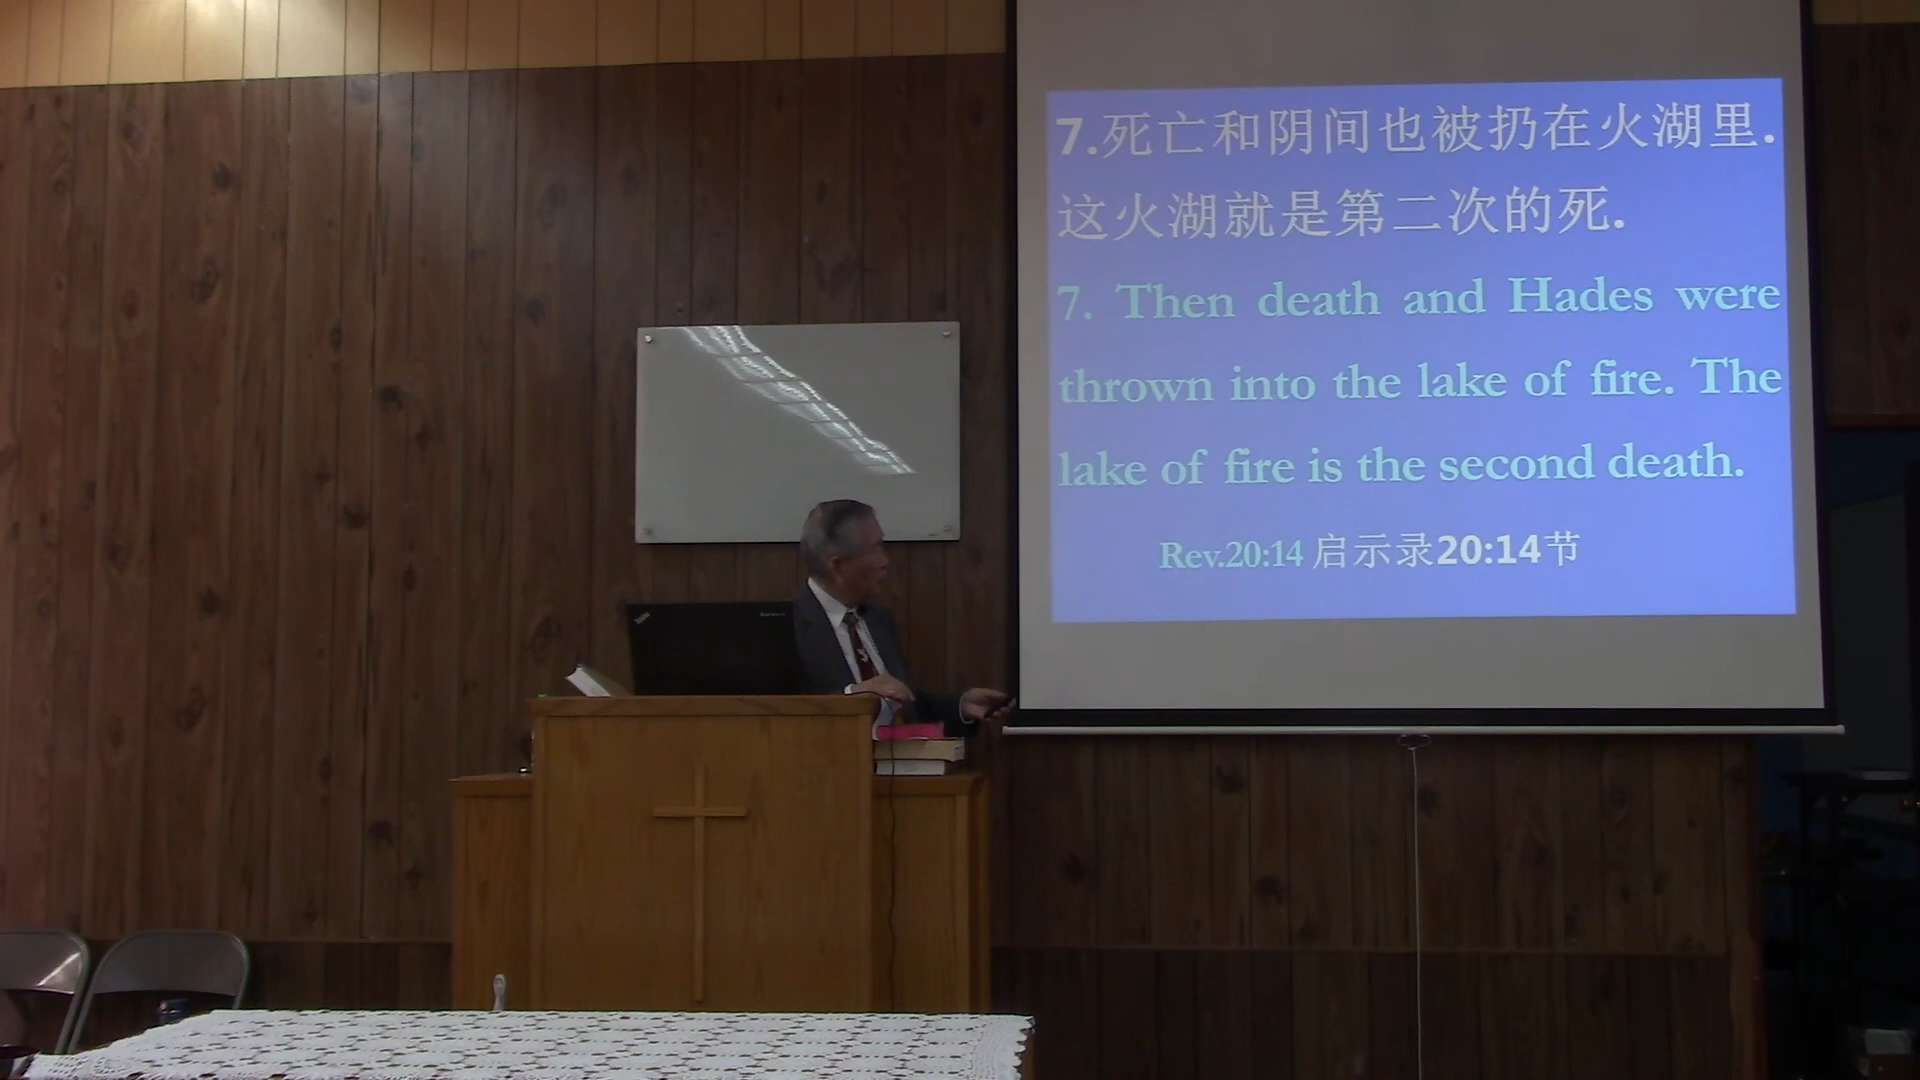 7.死亡和阴间也被扔在火湖里.
这火湖就是第二次的死.
7. Then death and Hades were
thrown into the lake of fire. The
lake of fire is the second death.
Rev.20:14 启示录20:14节